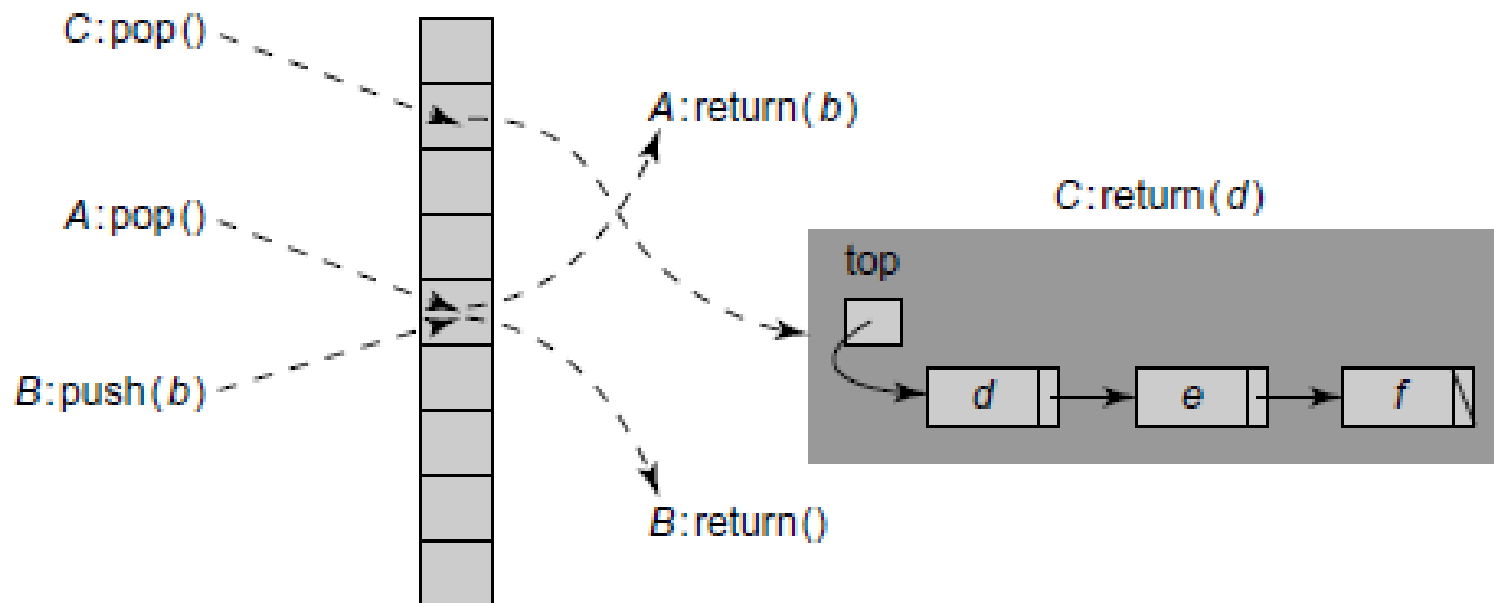 C:pop()
A:return(b)
C:return(d)
A:pop()
top
B:push(b)
d
e
f
B:return()